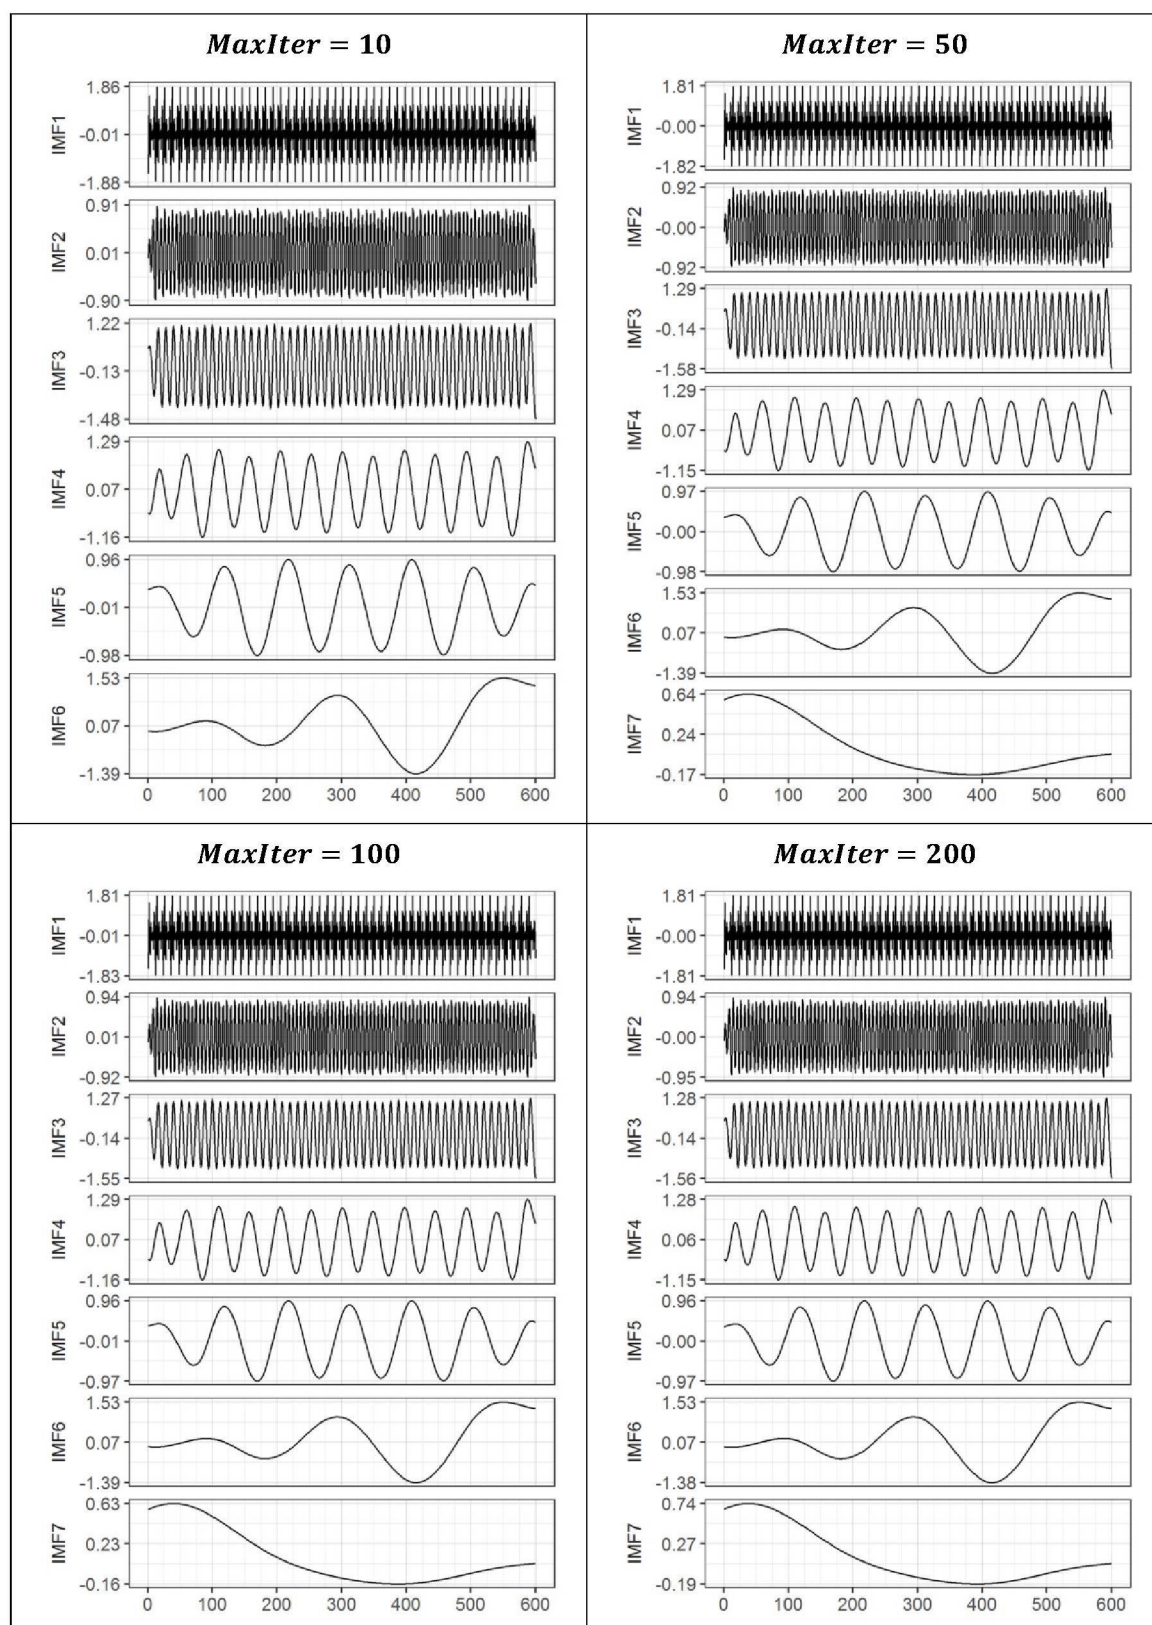 MaxIter = 10
1.86
-0.01
-1.88
IMF1
0.91
0.01
-0.90
IMF2
1.22
-0.13
-1.48
IMF3
1.29
0.07
-1.16
IMF4
0.96
-0.01
-0.98
IMF5
1.53
0.07
-1.39
IMF6
0 100 200 300 400 500 600
MaxIter = 50
1.81
-0.00
-1.82
IMF1
0.92
-0.00
-0.92
IMF2
1.29
-0.14
-1.58
IMF3
1.29
0.07
-1.15
IMF4
0.97
-0.00
-0.98
IMF5
1.53
0.07
-1.39
IMF6
0.64
0.24
-0.17
IMF7
0 100 200 300 400 500 600
MaxIter = 100
1.81
-0.01
-1.83
IMF1
0.94
0.01
-0.92
IMF2
1.27
-0.14
-1.55
IMF3
1.29
0.07
-1.16
IMF4
0.96
-0.01
-0.97
IMF5
1.53
0.07
-1.39
IMF6
0.63
0.23
-0.16
IMF7
0 100 200 300 400 500 600
MaxIter = 200
1.81
-0.00
-1.81
IMF1
0.94
-0.00
-0.95
IMF2
1.28
-0.14
-1.56
IMF3
1.28
0.06
-1.15
IMF4
0.96
-0.00
-0.97
IMF5
1.53
0.07
-1.38
IMF6
0.74
0.27
-0.19
IMF7
0 100 200 300 400 500 600